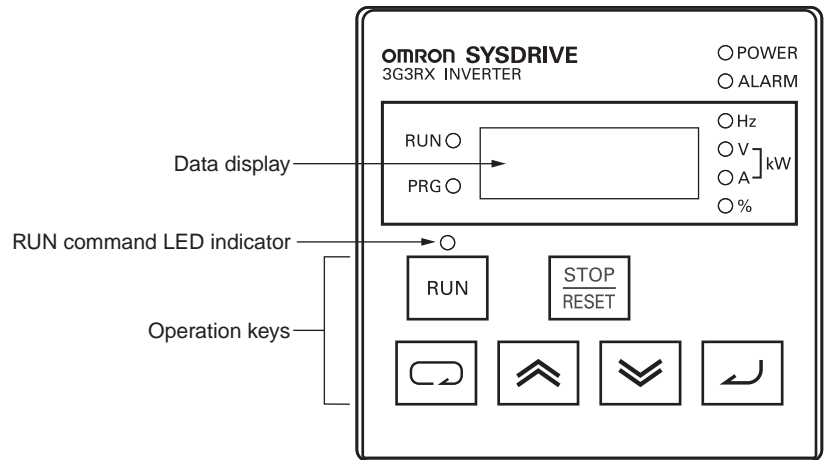 OMRON SYSDRIVE
3G3RX INVERTER
POWER
ALARM
Data display
RUN
PRG
Hz
V
A
kW
%
RUN command LED indicator
Operation keys
RUN
STOP
RESET